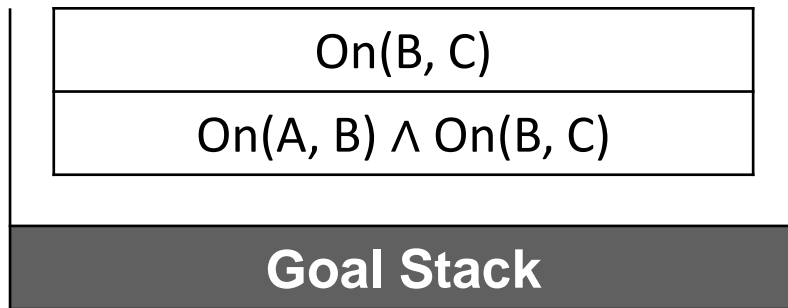 On(B, C)
On(A, B) ∧ On(B, C)
Goal Stack